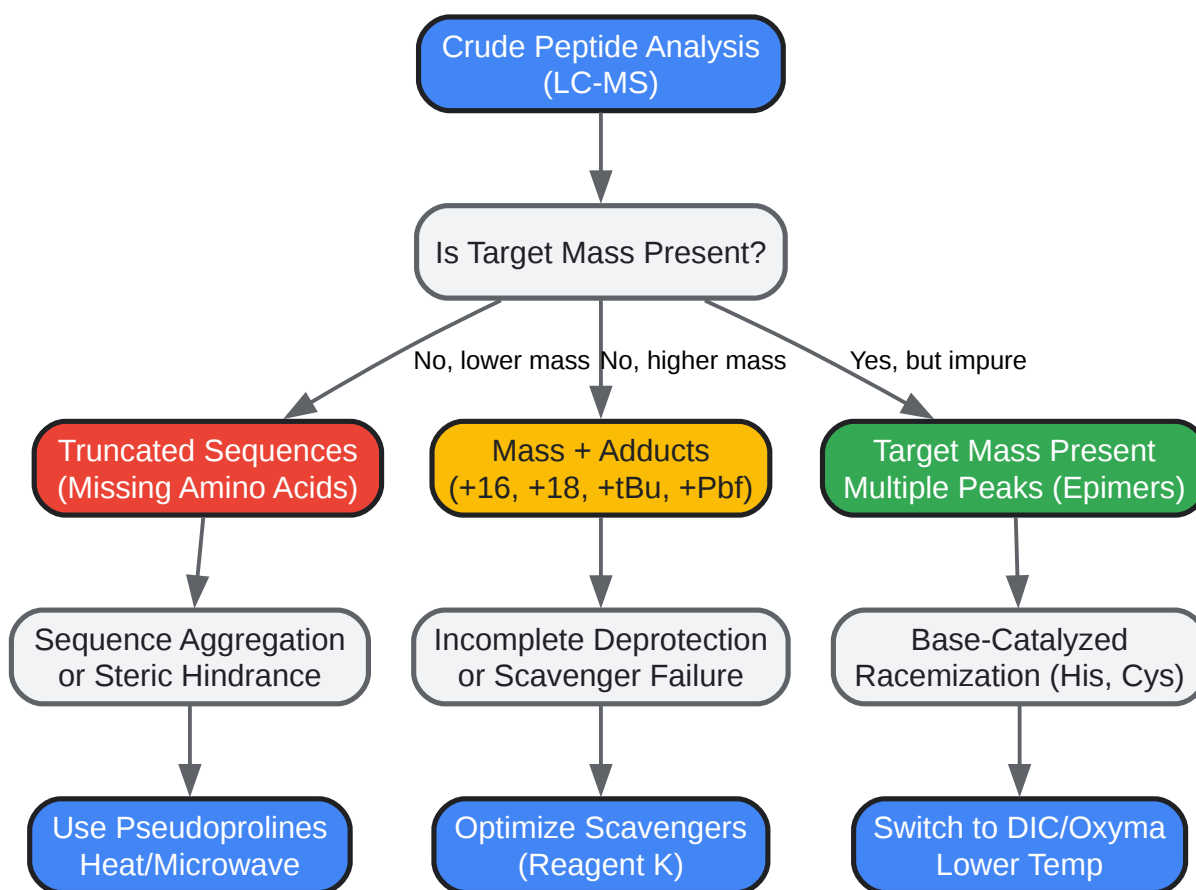 Crude Peptide Analysis
(LC-MS)
Is Target Mass Present?
No, lower mass
No, higher mass
Yes, but impure
Truncated Sequences
(Missing Amino Acids)
Mass + Adducts
(+16, +18, +tBu, +Pbf)
Target Mass Present
Multiple Peaks (Epimers)
Sequence Aggregation
or Steric Hindrance
Incomplete Deprotection
or Scavenger Failure
Base-Catalyzed
Racemization (His, Cys)
Use Pseudoprolines
Heat/Microwave
Optimize Scavengers
(Reagent K)
Switch to DIC/Oxyma
Lower Temp